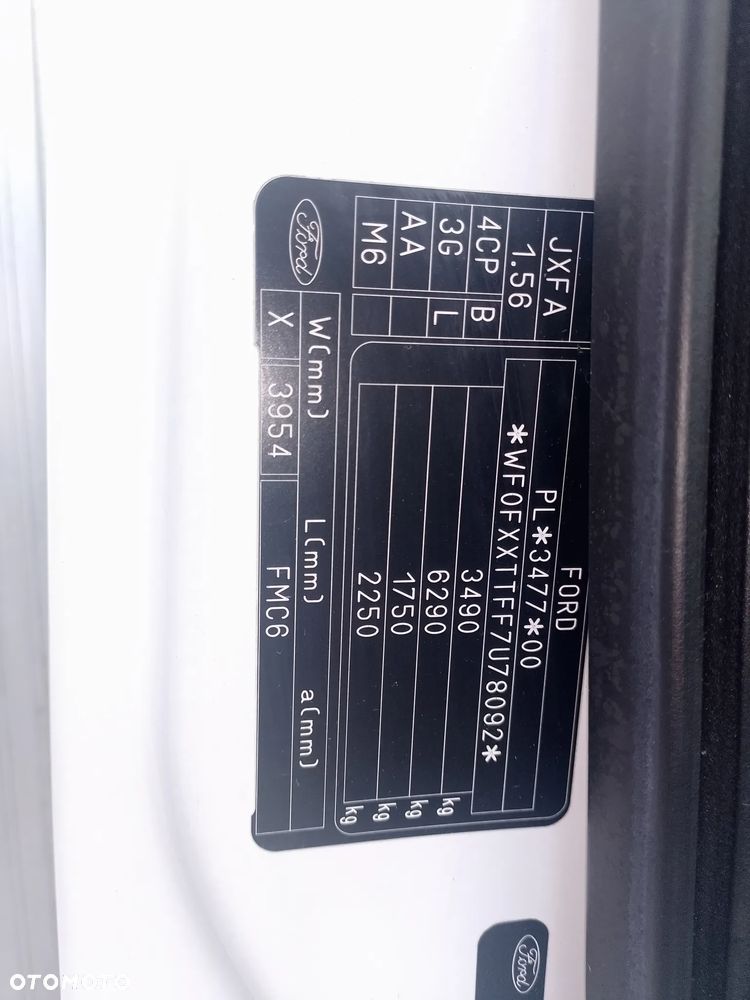 FORD
JXFA PL*3477*00
1.56 *WF0FXXTTFF7U78092*
4CP B 3490 kg
3G L 6290 kg
AA 1750 kg
M6 2250 kg
Ford W(mm) L(mm) a(mm)
X 3954 FMC6
Ford
OTOMOTO